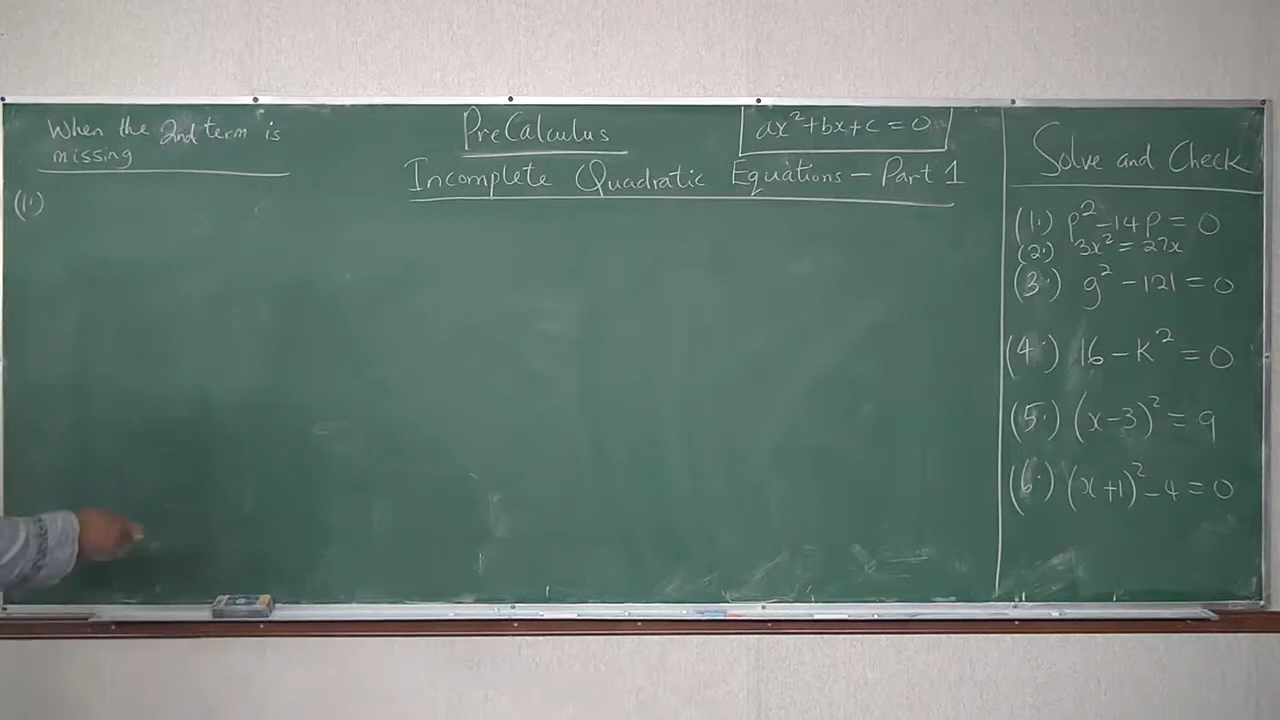 When the 2nd term is
missing
(1.)
PreCalculus
ax²+bx+c=0
Incomplete Quadratic Equations – Part 1
Solve and Check
(1.) p²-14p=0
(2.) 3x²=27x
(3.) g²-121=0
(4.) 16-K²=0
(5.) (x-3)²=9
(6.) (x+1)²-4=0